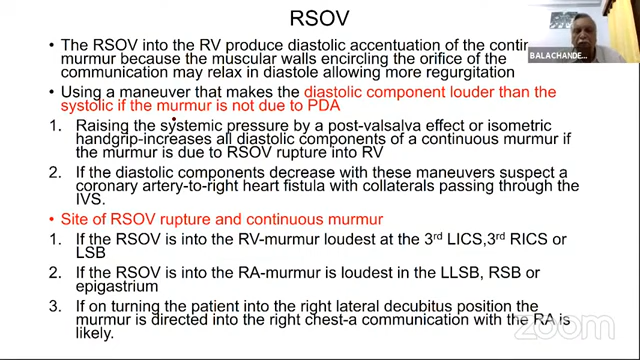 RSOV
• The RSOV into the RV produce diastolic accentuation of the contin
murmur because the muscular walls encircling the orifice of the
communication may relax in diastole allowing more regurgitation
BALACHANDE...
• Using a maneuver that makes the diastolic component louder than the
systolic if the murmur is not due to PDA
1. Raising the systemic pressure by a post-valsalva effect or isometric
handgrip-increases all diastolic components of a continuous murmur if
the murmur is due to RSOV rupture into RV
2. If the diastolic components decrease with these maneuvers suspect a
coronary artery-to-right heart fistula with collaterals passing through the
IVS.
• Site of RSOV rupture and continuous murmur
1. If the RSOV is into the RV-murmur loudest at the 3rd LICS,3rd RICS or
LSB
2. If the RSOV is into the RA-murmur is loudest in the LLSB, RSB or
epigastrium
3. If on turning the patient into the right lateral decubitus position the
murmur is directed into the right chest-a communication with the RA is
likely.
zoom